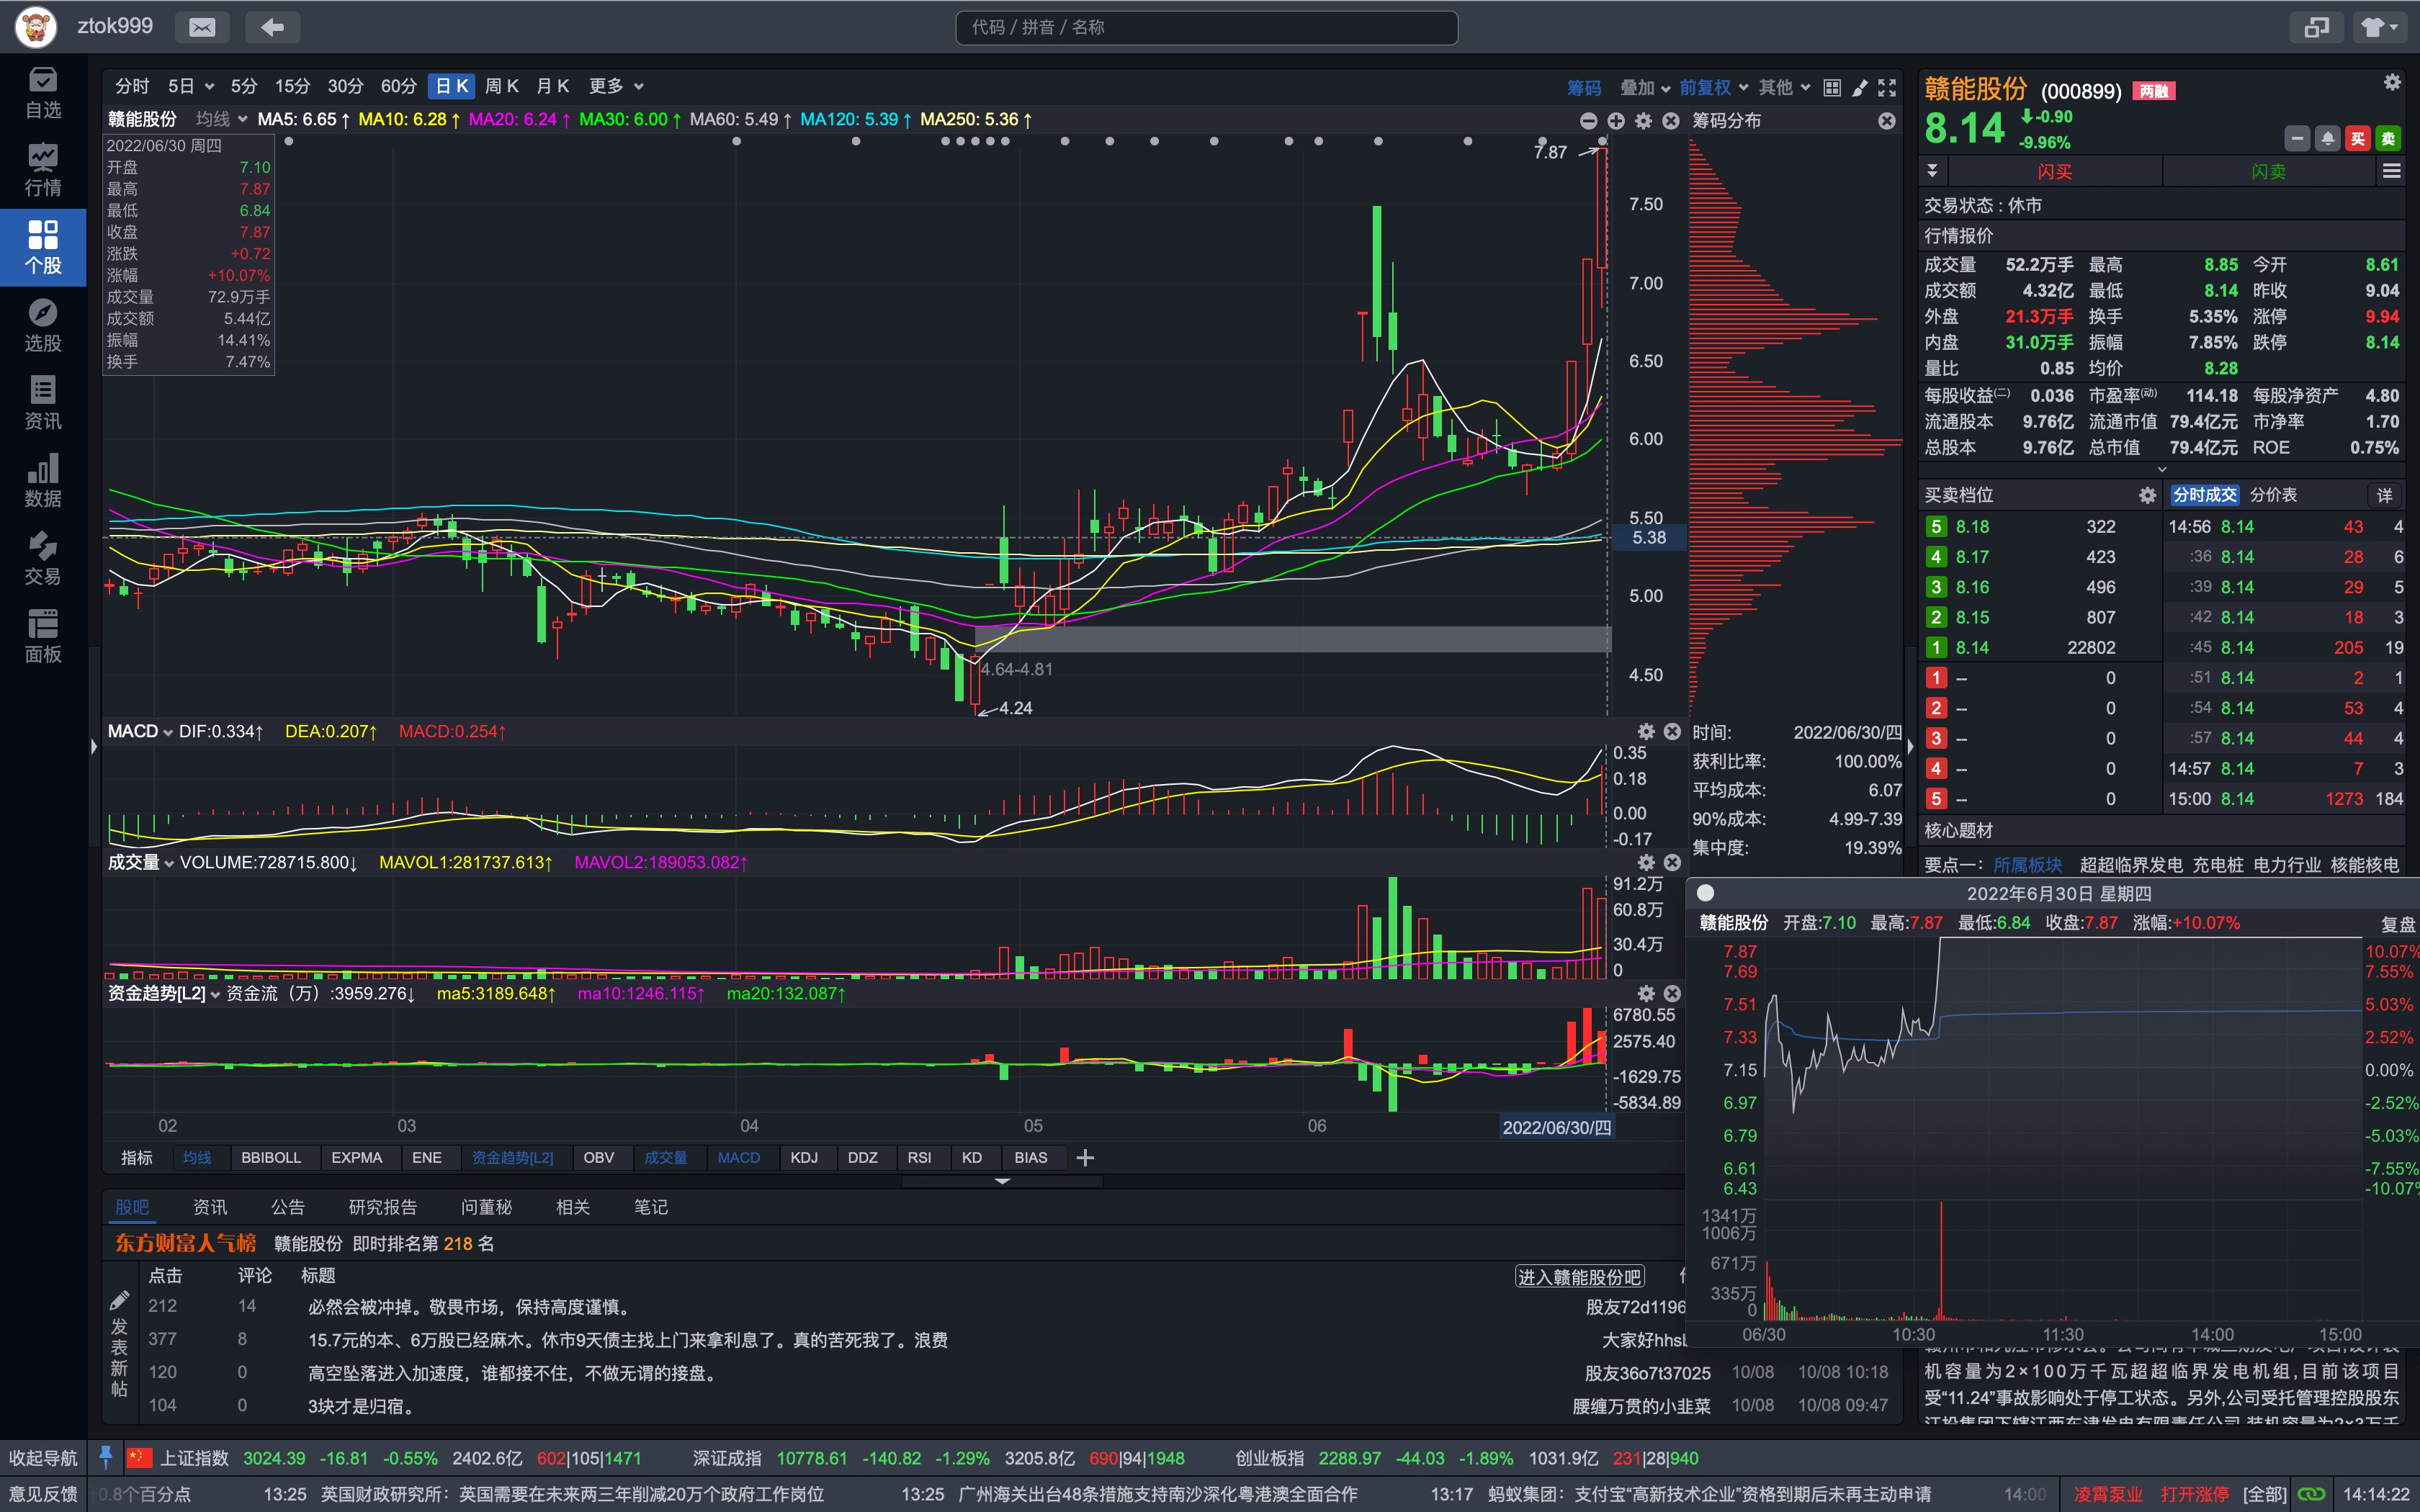 ztok999
代码 / 拼音 / 名称
自选
行情
个股
选股
资讯
数据
交易
面板
分时 5日 5分 15分 30分 60分 日K 周K 月K 更多
筹码 叠加 前复权 其他
赣能股份 均线 MA5: 6.65↑ MA10: 6.28↑ MA20: 6.24↑ MA30: 6.00↑ MA60: 5.49↑ MA120: 5.39↑ MA250: 5.36↑
筹码分布
2022/06/30 周四
开盘 7.10
最高 7.87
最低 6.84
收盘 7.87
涨跌 +0.72
涨幅 +10.07%
成交量 72.9万手
成交额 5.44亿
振幅 14.41%
换手 7.47%
7.87
7.50
7.00
6.50
6.00
5.50
5.38
5.00
4.50
4.64-4.81
4.24
MACD DIF:0.334↑ DEA:0.207↑ MACD:0.254↑
0.35
0.18
0.00
-0.17
成交量 VOLUME:728715.800↓ MAVOL1:281737.613↑ MAVOL2:189053.082↑
91.2万
60.8万
30.4万
0
资金趋势[L2] 资金流（万）:3959.276↓ ma5:3189.648↑ ma10:1246.115↑ ma20:132.087↑
6780.55
2575.40
-1629.75
-5834.89
02 03 04 05 06 2022/06/30/四
时间: 2022/06/30/四
获利比率: 100.00%
平均成本: 6.07
90%成本: 4.99-7.39
集中度: 19.39%
指标 均线 BBIBOLL EXPMA ENE 资金趋势[L2] OBV 成交量 MACD KDJ DDZ RSI KD BIAS
股吧 资讯 公告 研究报告 问董秘 相关 笔记
东方财富人气榜 赣能股份 即时排名第 218 名
点击 评论 标题 进入赣能股份吧
发表新帖
212 14 必然会被冲掉。敬畏市场，保持高度谨慎。 股友72d1196
377 8 15.7元的本、6万股已经麻木。休市9天债主找上门来拿利息了。真的苦死我了。浪费 大家好hhsb
120 0 高空坠落进入加速度，谁都接不住，不做无谓的接盘。 股友36o7t37025 10/08 10/08 10:18
104 0 3块才是归宿。 腰缠万贯的小韭菜 10/08 10/08 09:47
赣能股份 (000899) 两融
8.14 -0.90
-9.96%
买 卖
闪买 闪卖
交易状态 : 休市
行情报价
成交量 52.2万手 最高 8.85 今开 8.61
成交额 4.32亿 最低 8.14 昨收 9.04
外盘 21.3万手 换手 5.35% 涨停 9.94
内盘 31.0万手 振幅 7.85% 跌停 8.14
量比 0.85 均价 8.28
每股收益(二) 0.036 市盈率(动) 114.18 每股净资产 4.80
流通股本 9.76亿 流通市值 79.4亿元 市净率 1.70
总股本 9.76亿 总市值 79.4亿元 ROE 0.75%
买卖档位 分时成交 分价表 详
5 8.18 322 14:56 8.14 43 4
4 8.17 423 :36 8.14 28 6
3 8.16 496 :39 8.14 29 5
2 8.15 807 :42 8.14 18 3
1 8.14 22802 :45 8.14 205 19
1 -- 0 :51 8.14 2 1
2 -- 0 :54 8.14 53 4
3 -- 0 :57 8.14 44 4
4 -- 0 14:57 8.14 7 3
5 -- 0 15:00 8.14 1273 184
核心题材
要点一： 所属板块 超超临界发电 充电桩 电力行业 核能核电
2022年6月30日 星期四
赣能股份 开盘:7.10 最高:7.87 最低:6.84 收盘:7.87 涨幅:+10.07% 复盘
7.87 10.07%
7.69 7.55%
7.51 5.03%
7.33 2.52%
7.15 0.00%
6.97 -2.52%
6.79 -5.03%
6.61 -7.55%
6.43 -10.07%
1341万
1006万
671万
335万
0
06/30 10:30 11:30 14:00 15:00
机容量为2×100万千瓦超超临界发电机组,目前该项目
受“11.24”事故影响处于停工状态。另外,公司受托管理控股股东
收起导航 上证指数 3024.39 -16.81 -0.55% 2402.6亿 602|105|1471 深证成指 10778.61 -140.82 -1.29% 3205.8亿 690|94|1948 创业板指 2288.97 -44.03 -1.89% 1031.9亿 231|28|940
意见反馈 0.8个百分点 13:25 英国财政研究所：英国需要在未来两三年削减20万个政府工作岗位 13:25 广州海关出台48条措施支持南沙深化粤港澳全面合作 13:17 蚂蚁集团：支付宝“高新技术企业”资格到期后未再主动申请 14:00 凌霄泵业 打开涨停 [全部] 14:14:22